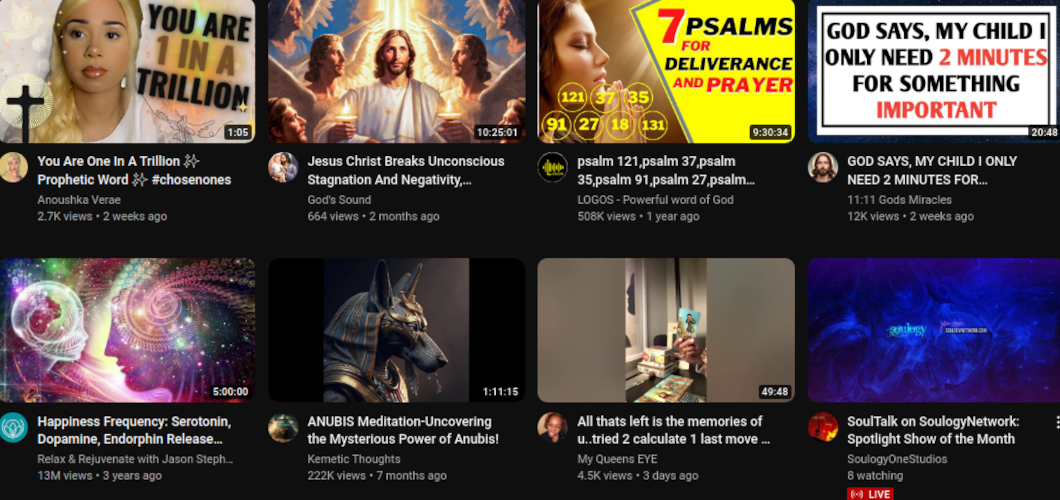 YOU ARE
1 IN A
TRILLION
1:05
You Are One In A Trillion ✨
Prophetic Word ✨ #chosenones
Anoushka Verae
2.7K views • 2 weeks ago
10:25:01
Jesus Christ Breaks Unconscious
Stagnation And Negativity,...
God's Sound
664 views • 2 months ago
7 PSALMS
FOR
DELIVERANCE
AND PRAYER
121 37 35
91 27 18 131
9:30:34
psalm 121,psalm 37,psalm
35,psalm 91,psalm 27,psalm...
LOGOS - Powerful word of God
508K views • 1 year ago
GOD SAYS, MY CHILD I
ONLY NEED 2 MINUTES
FOR SOMETHING
IMPORTANT
20:48
GOD SAYS, MY CHILD I ONLY
NEED 2 MINUTES FOR...
11:11 Gods Miracles
12K views • 2 weeks ago
5:00:00
Happiness Frequency: Serotonin,
Dopamine, Endorphin Release...
Relax & Rejuvenate with Jason Steph...
13M views • 3 years ago
1:11:15
ANUBIS Meditation-Uncovering
the Mysterious Power of Anubis!
Kemetic Thoughts
222K views • 7 months ago
49:48
All thats left is the memories of
u..tried 2 calculate 1 last move ...
My Queens EYE
4.5K views • 3 days ago
soulogy
SOULOGYNETWORK.COM
SoulTalk on SoulogyNetwork:
Spotlight Show of the Month
SoulogyOneStudios
8 watching
LIVE